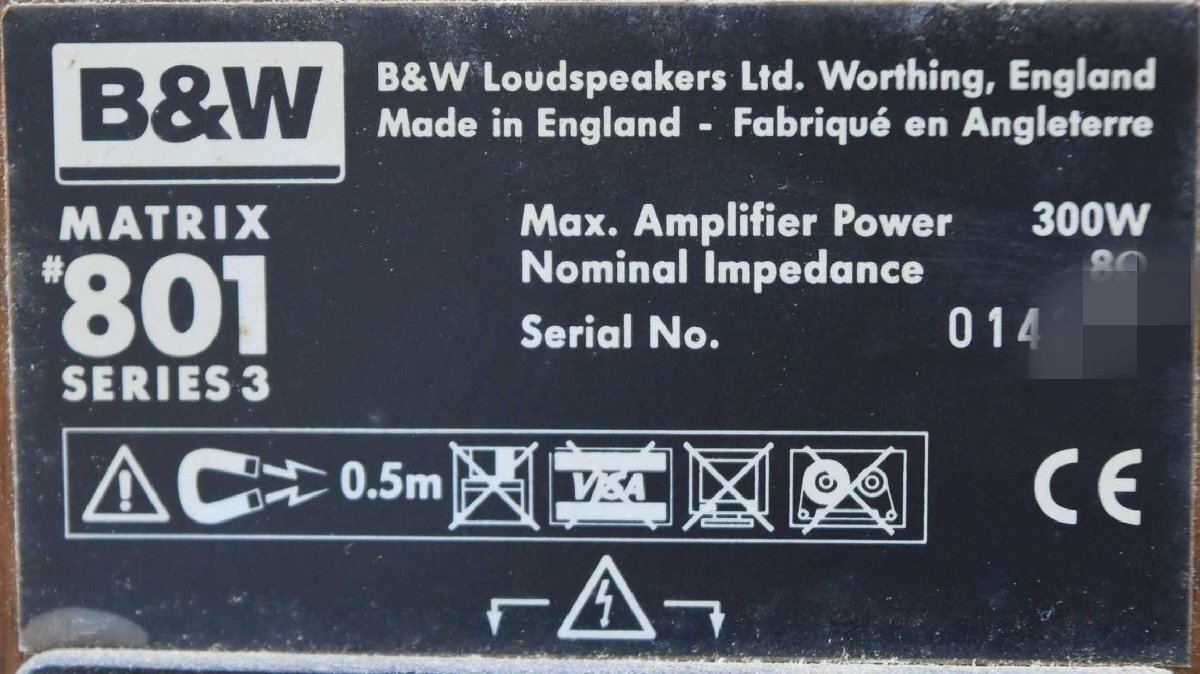 B&W
B&W Loudspeakers Ltd. Worthing, England
Made in England - Fabriqué en Angleterre
MATRIX
#801
SERIES 3
Max. Amplifier Power 300W
Nominal Impedance 8Ω
Serial No. 014
0.5m
VISA
CE